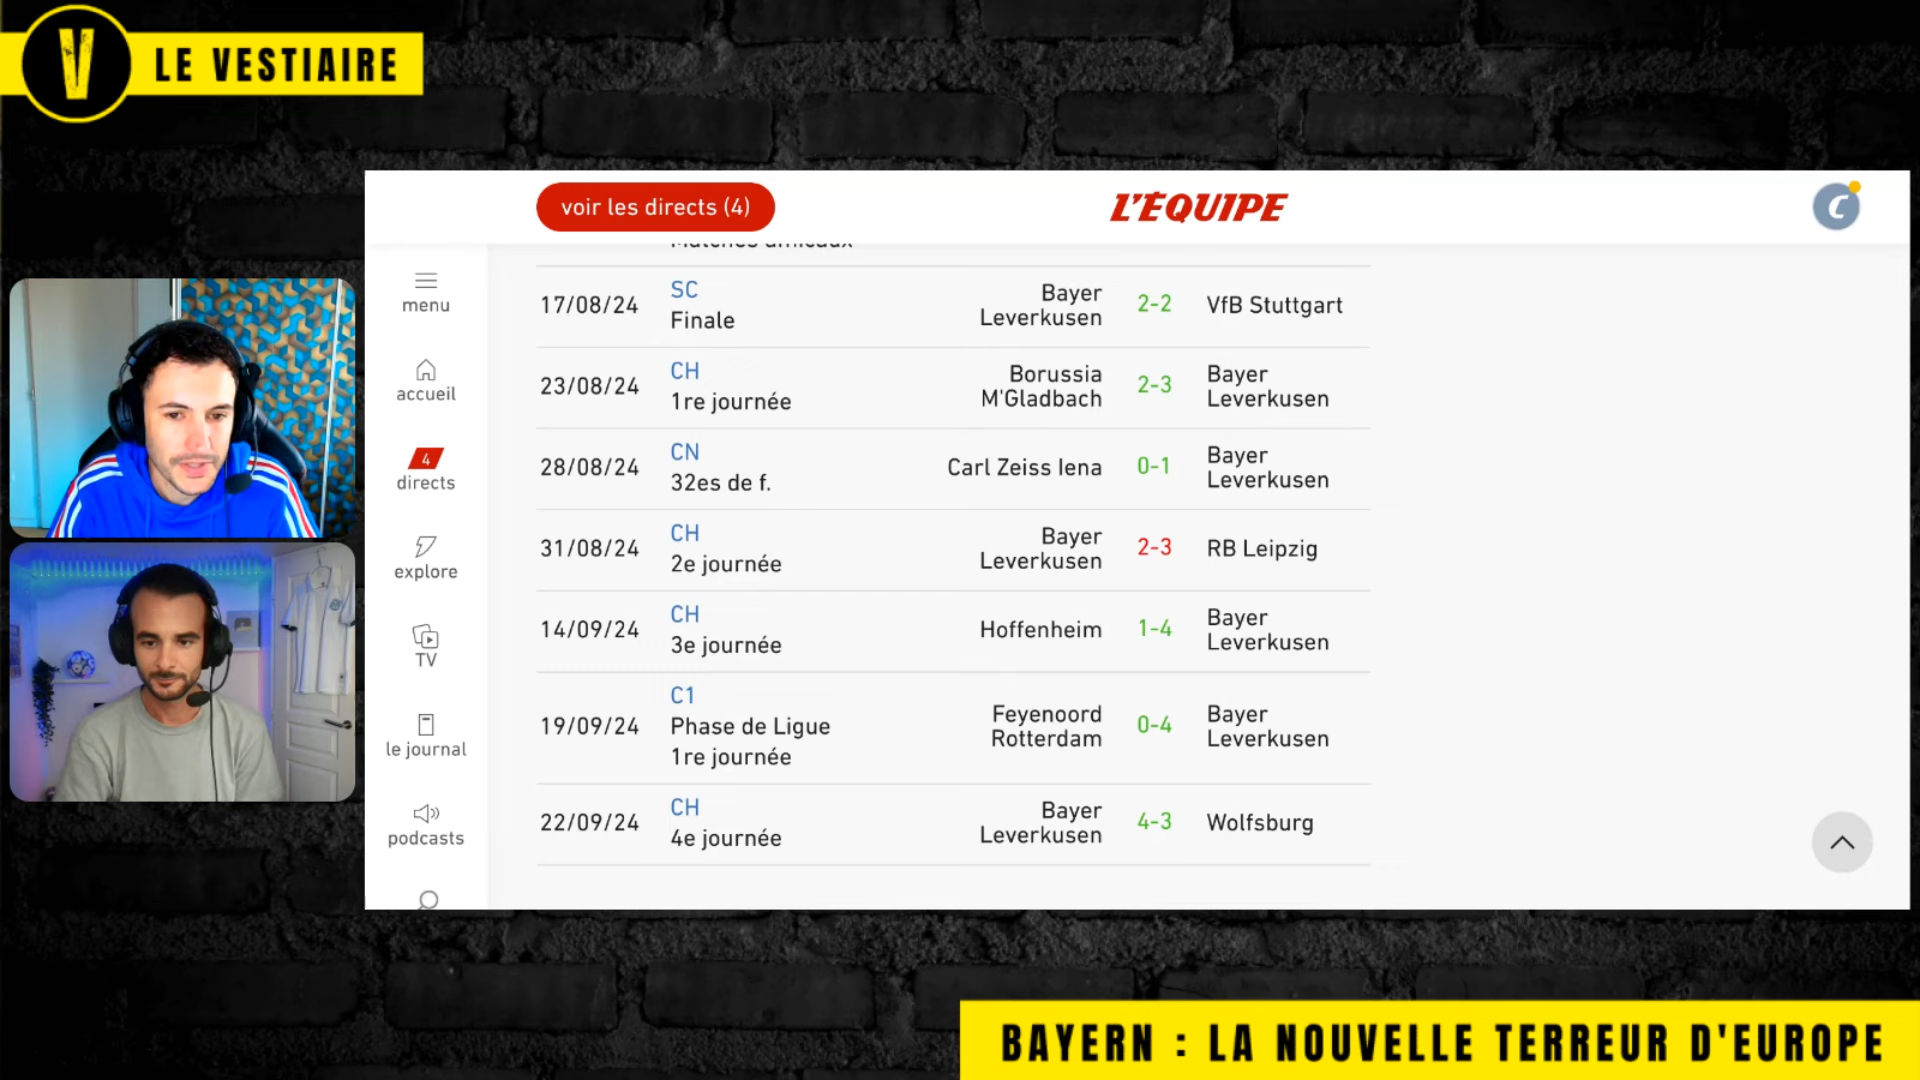 V LE VESTIAIRE
voir les directs (4)
L'ÉQUIPE
C
menu
accueil
4
directs
explore
TV
le journal
podcasts
Matches amicaux
17/08/24 SC Finale Bayer Leverkusen 2-2 VfB Stuttgart
23/08/24 CH 1re journée Borussia M'Gladbach 2-3 Bayer Leverkusen
28/08/24 CN 32es de f. Carl Zeiss Iena 0-1 Bayer Leverkusen
31/08/24 CH 2e journée Bayer Leverkusen 2-3 RB Leipzig
14/09/24 CH 3e journée Hoffenheim 1-4 Bayer Leverkusen
19/09/24 C1 Phase de Ligue 1re journée Feyenoord Rotterdam 0-4 Bayer Leverkusen
22/09/24 CH 4e journée Bayer Leverkusen 4-3 Wolfsburg
BAYERN : LA NOUVELLE TERREUR D'EUROPE